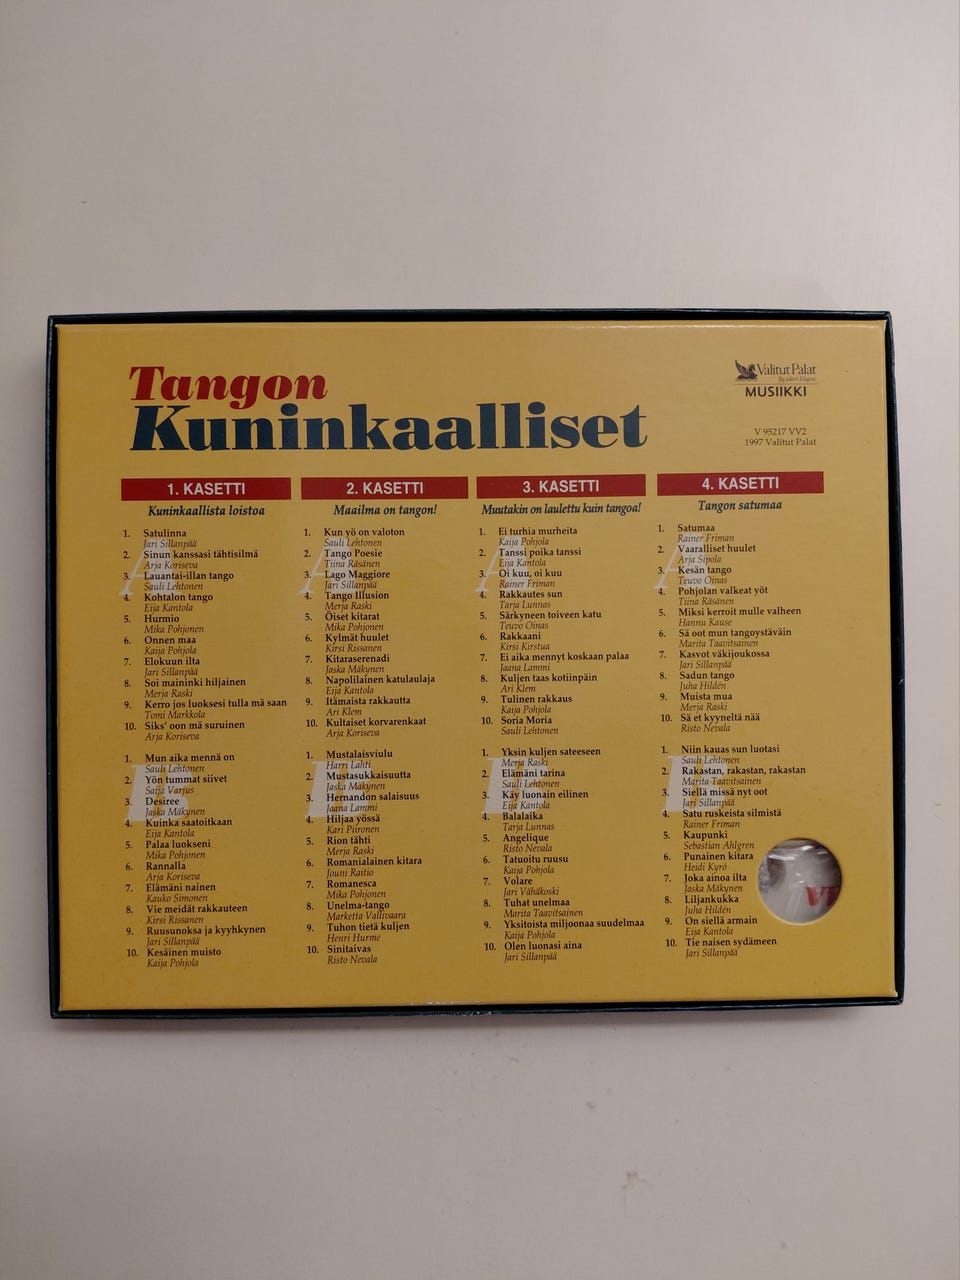 Tangon
Kuninkaalliset
Valitut Palat
Reader's Digest
MUSIIKKI
V 95217 VV2
1997 Valitut Palat
1. KASETTI
Kuninkaallista loistoa
A
1. Satulinna
Jari Sillanpää
2. Sinun kanssasi tähtisilmä
Arja Koriseva
3. Lauantai-illan tango
Sauli Lehtonen
4. Kohtalon tango
Eija Kantola
5. Hurmio
Mika Pohjonen
6. Onnen maa
Kaija Pohjola
7. Elokuun ilta
Jari Sillanpää
8. Soi maininki hiljainen
Merja Raski
9. Kerro jos luoksesi tulla mä saan
Tomi Markkola
10. Siks' oon mä suruinen
Arja Koriseva
B
1. Mun aika mennä on
Sauli Lehtonen
2. Yön tummat siivet
Saija Varjus
3. Desiree
Jaska Mäkynen
4. Kuinka saatoitkaan
Eija Kantola
5. Palaa luokseni
Mika Pohjonen
6. Rannalla
Arja Koriseva
7. Elämäni nainen
Kauko Simonen
8. Vie meidät rakkauteen
Kirsi Rissanen
9. Ruusunoksa ja kyyhkynen
Jari Sillanpää
10. Kesäinen muisto
Kaija Pohjola
2. KASETTI
Maailma on tangon!
A
1. Kun yö on valoton
Sauli Lehtonen
2. Tango Poesie
Tiina Räsänen
3. Lago Maggiore
Jari Sillanpää
4. Tango Illusion
Merja Raski
5. Öiset kitarat
Mika Pohjonen
6. Kylmät huulet
Kirsi Rissanen
7. Kitaraserenadi
Jaska Mäkynen
8. Napolilainen katulaulaja
Eija Kantola
9. Itämaista rakkautta
Ari Klem
10. Kultaiset korvarenkaat
Arja Koriseva
B
1. Mustalaisviulu
Harri Lahti
2. Mustasukkaisuutta
Jaska Mäkynen
3. Hernandon salaisuus
Jaana Lammi
4. Hiljaa yössä
Kari Piironen
5. Rion tähti
Merja Raski
6. Romanialainen kitara
Jouni Raitio
7. Romanesca
Mika Pohjonen
8. Unelma-tango
Marketta Vallivaara
9. Tuhon tietä kuljen
Henri Hurme
10. Sinitaivas
Risto Nevala
3. KASETTI
Muutakin on laulettu kuin tangoa!
A
1. Ei turhia murheita
Kaija Pohjola
2. Tanssi poika tanssi
Eija Kantola
3. Oi kuu, oi kuu
Rainer Friman
4. Rakkautes sun
Tarja Lunnas
5. Särkyneen toiveen katu
Teuvo Oinas
6. Rakkaani
Kirsi Kirstua
7. Ei aika mennyt koskaan palaa
Jaana Lammi
8. Kuljen taas kotiinpäin
Ari Klem
9. Tulinen rakkaus
Kaija Pohjola
10. Soria Moria
Sauli Lehtonen
B
1. Yksin kuljen sateeseen
Merja Raski
2. Elämäni tarina
Sauli Lehtonen
3. Käy luonain eilinen
Eija Kantola
4. Balalaika
Tarja Lunnas
5. Angelique
Risto Nevala
6. Tatuoitu ruusu
Kaija Pohjola
7. Volare
Jari Vähäkoski
8. Tuhat unelmaa
Marita Taavitsainen
9. Yksitoista miljoonaa suudelmaa
Kaija Pohjola
10. Olen luonasi aina
Jari Sillanpää
4. KASETTI
Tangon satumaa
A
1. Satumaa
Rainer Friman
2. Vaaralliset huulet
Arja Sipola
3. Kesän tango
Teuvo Oinas
4. Pohjolan valkeat yöt
Tiina Räsänen
5. Miksi kerroit mulle valheen
Hannu Kause
6. Sä oot mun tangoystäväin
Marita Taavitsainen
7. Kasvot väkijoukossa
Jari Sillanpää
8. Sadun tango
Juha Hildén
9. Muista mua
Merja Raski
10. Sä et kyyneltä nää
Risto Nevala
B
1. Niin kauas sun luotasi
Sauli Lehtonen
2. Rakastan, rakastan, rakastan
Marita Taavitsainen
3. Siellä missä nyt oot
Jari Sillanpää
4. Satu ruskeista silmistä
Rainer Friman
5. Kaupunki
Sebastian Ahlgren
6. Punainen kitara
Heidi Kyrö
7. Joka ainoa ilta
Jaska Mäkynen
8. Liljankukka
Juha Hildén
9. On siellä armain
Eija Kantola
10. Tie naisen sydämeen
Jari Sillanpää